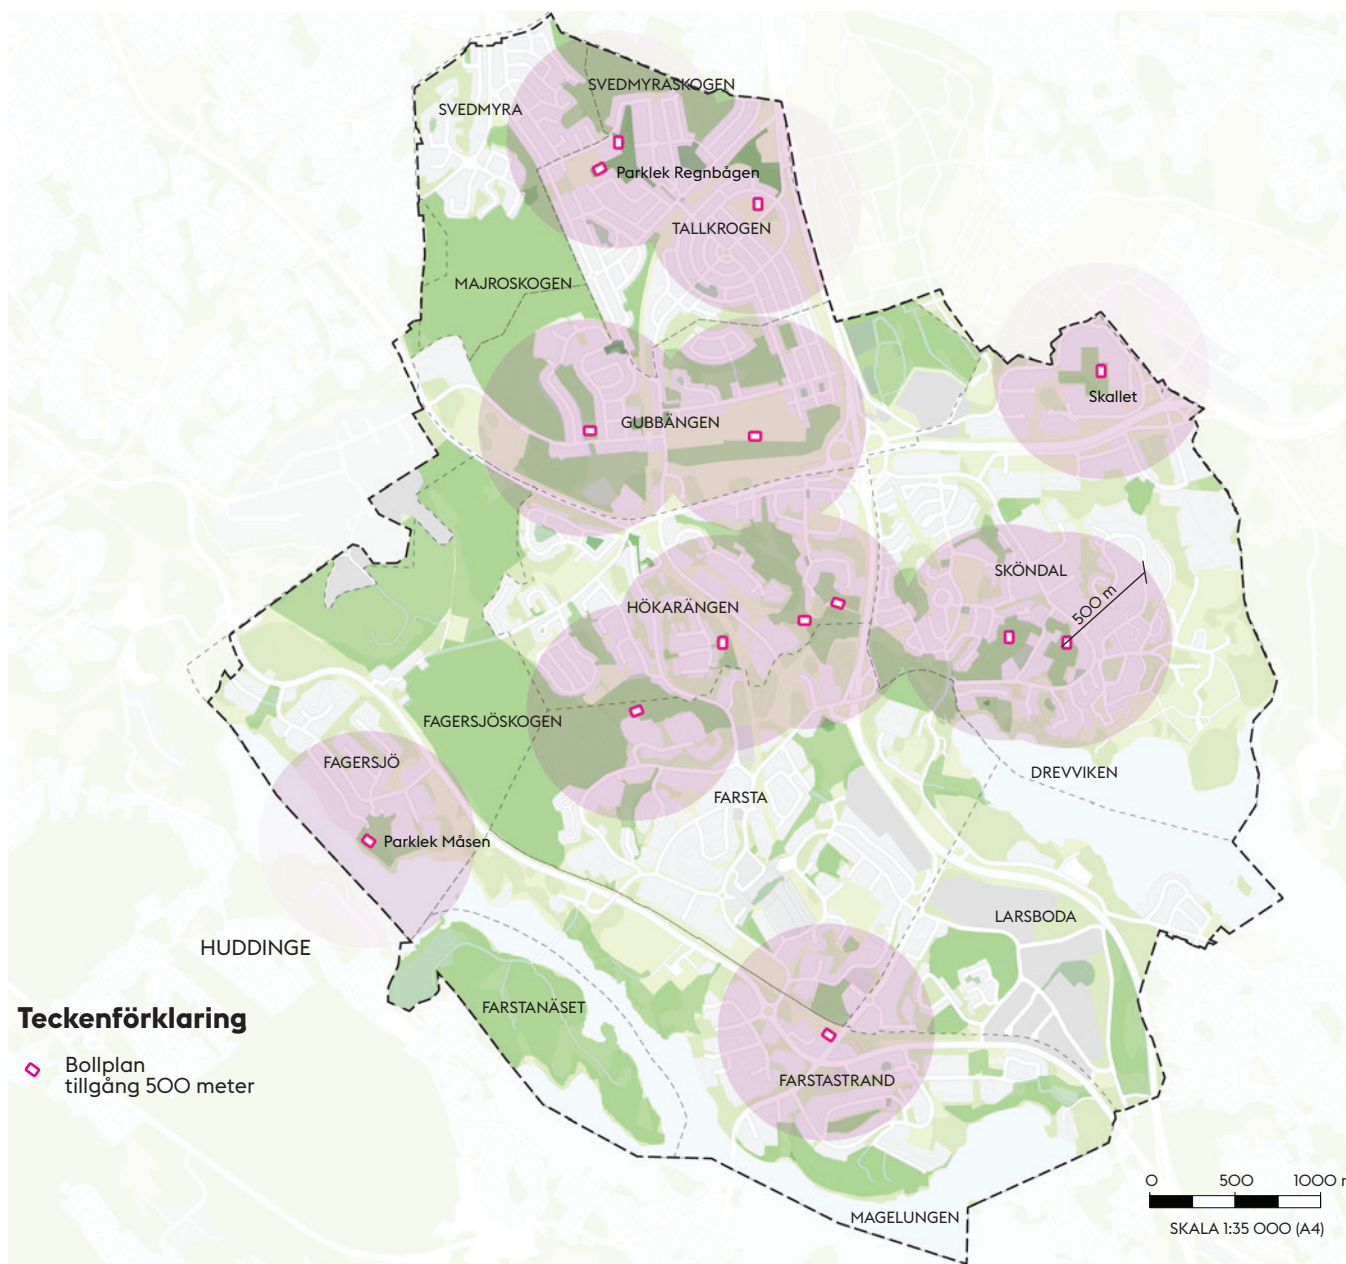 SVEDMYRASKOGEN
SVEDMYRA
Parklek Regnbågen
TALLKROGEN
MAJROSKOGEN
Skallet
GUBBÄNGEN
SKÖNDAL
500 m
HÖKARÄNGEN
FAGERSJÖSKOGEN
FAGERSJÖ
DREVVIKEN
FARSTA
Parklek Måsen
LARSBODA
HUDDINGE
FARSTANÄSET
Teckenförklaring
Bollplan
tillgång 500 meter
FARSTASTRAND
0 500 1000 m
MAGELUNGEN
SKALA 1:35 000 (A4)